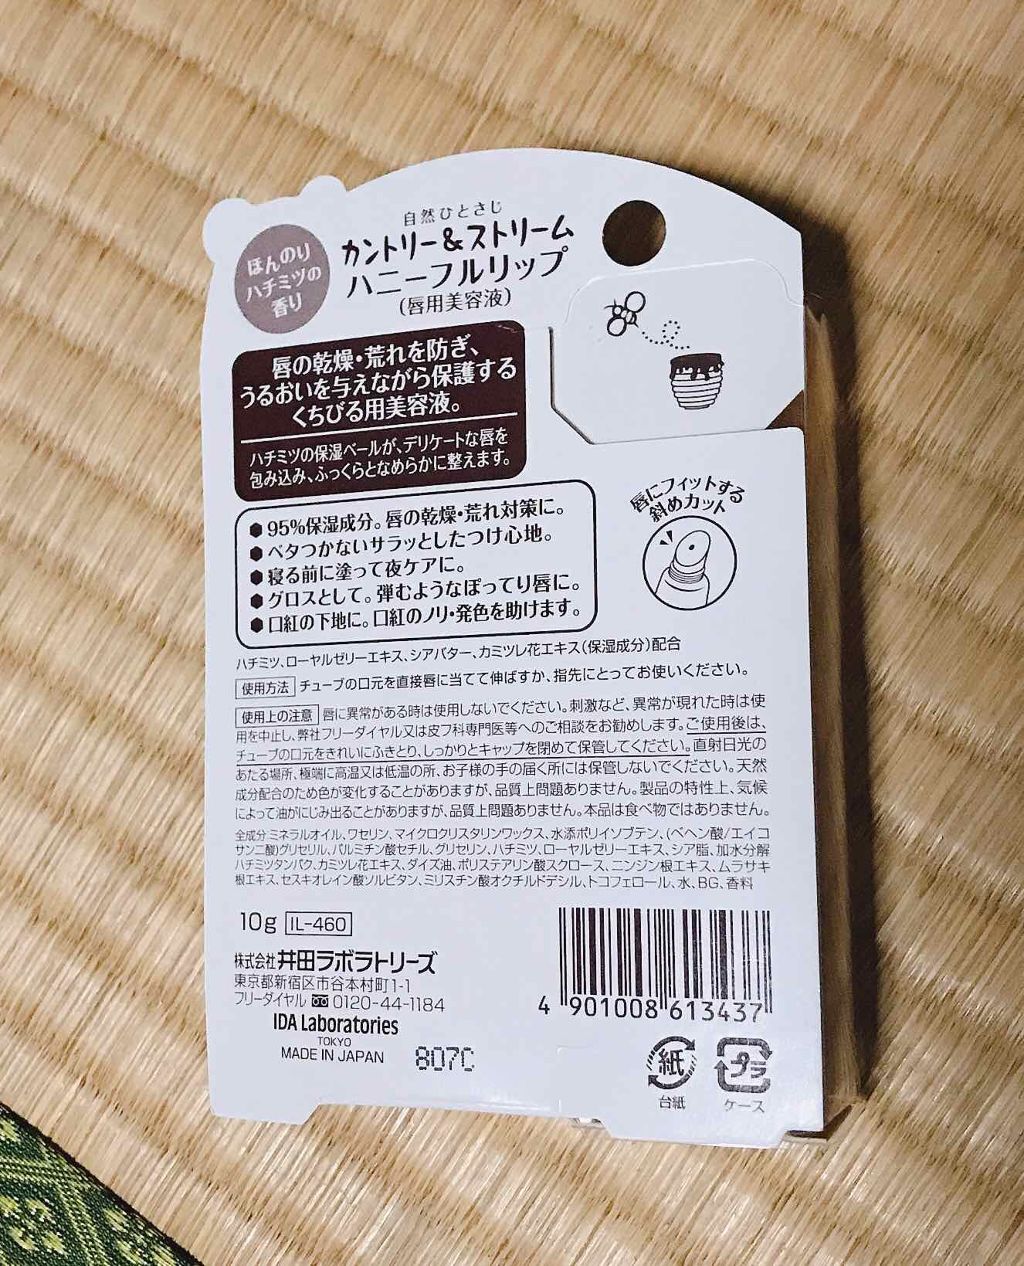 自然ひとさじ
カントリー&ストリーム
ハニーフルリップ
(唇用美容液)
ほんのり
ハチミツの
香り
唇の乾燥・荒れを防ぎ、
うるおいを与えながら保護する
くちびる用美容液。
ハチミツの保湿ベールが、デリケートな唇を
包み込み、ふっくらとなめらかに整えます。
●95%保湿成分。唇の乾燥・荒れ対策に。
●ベタつかないサラッとしたつけ心地。
●寝る前に塗って夜ケアに。
●グロスとして。弾むようなぽってり唇に。
●口紅の下地に。口紅のノリ・発色を助けます。
唇にフィットする
斜めカット
ハチミツ、ローヤルゼリーエキス、シアバター、カミツレ花エキス(保湿成分)配合
使用方法 チューブの口元を直接唇に当てて伸ばすか、指先にとってお使いください。
使用上の注意 唇に異常がある時は使用しないでください。刺激など、異常が現れた時は使
用を中止し、弊社フリーダイヤル又は皮フ科専門医等へのご相談をお勧めします。ご使用後は、
チューブの口元をきれいにふきとり、しっかりとキャップを閉めて保管してください。直射日光の
あたる場所、極端に高温又は低温の所、お子様の手の届く所には保管しないでください。天然
成分配合のため色が変化することがありますが、品質上問題ありません。製品の特性上、気候
によって油がにじみ出ることがありますが、品質上問題ありません。本品は食べ物ではありません。
全成分:ミネラルオイル、ワセリン、マイクロクリスタリンワックス、水添ポリイソブテン、(ベヘン酸/エイコ
サン二酸)グリセリル、パルミチン酸セチル、グリセリン、ハチミツ、ローヤルゼリーエキス、シア脂、加水分解
ハチミツタンパク、カミツレ花エキス、ダイズ油、ポリステアリン酸スクロース、ニンジン根エキス、ムラサキ
根エキス、セスキオレイン酸ソルビタン、ミリスチン酸オクチルドデシル、トコフェロール、水、BG、香料
10g IL-460
株式会社 井田ラボラトリーズ
東京都新宿区市谷本村町1-1
フリーダイヤル 0120-44-1184
IDA Laboratories
TOKYO
MADE IN JAPAN
807C
4 901008 613437
紙
台紙
プラ
ケース